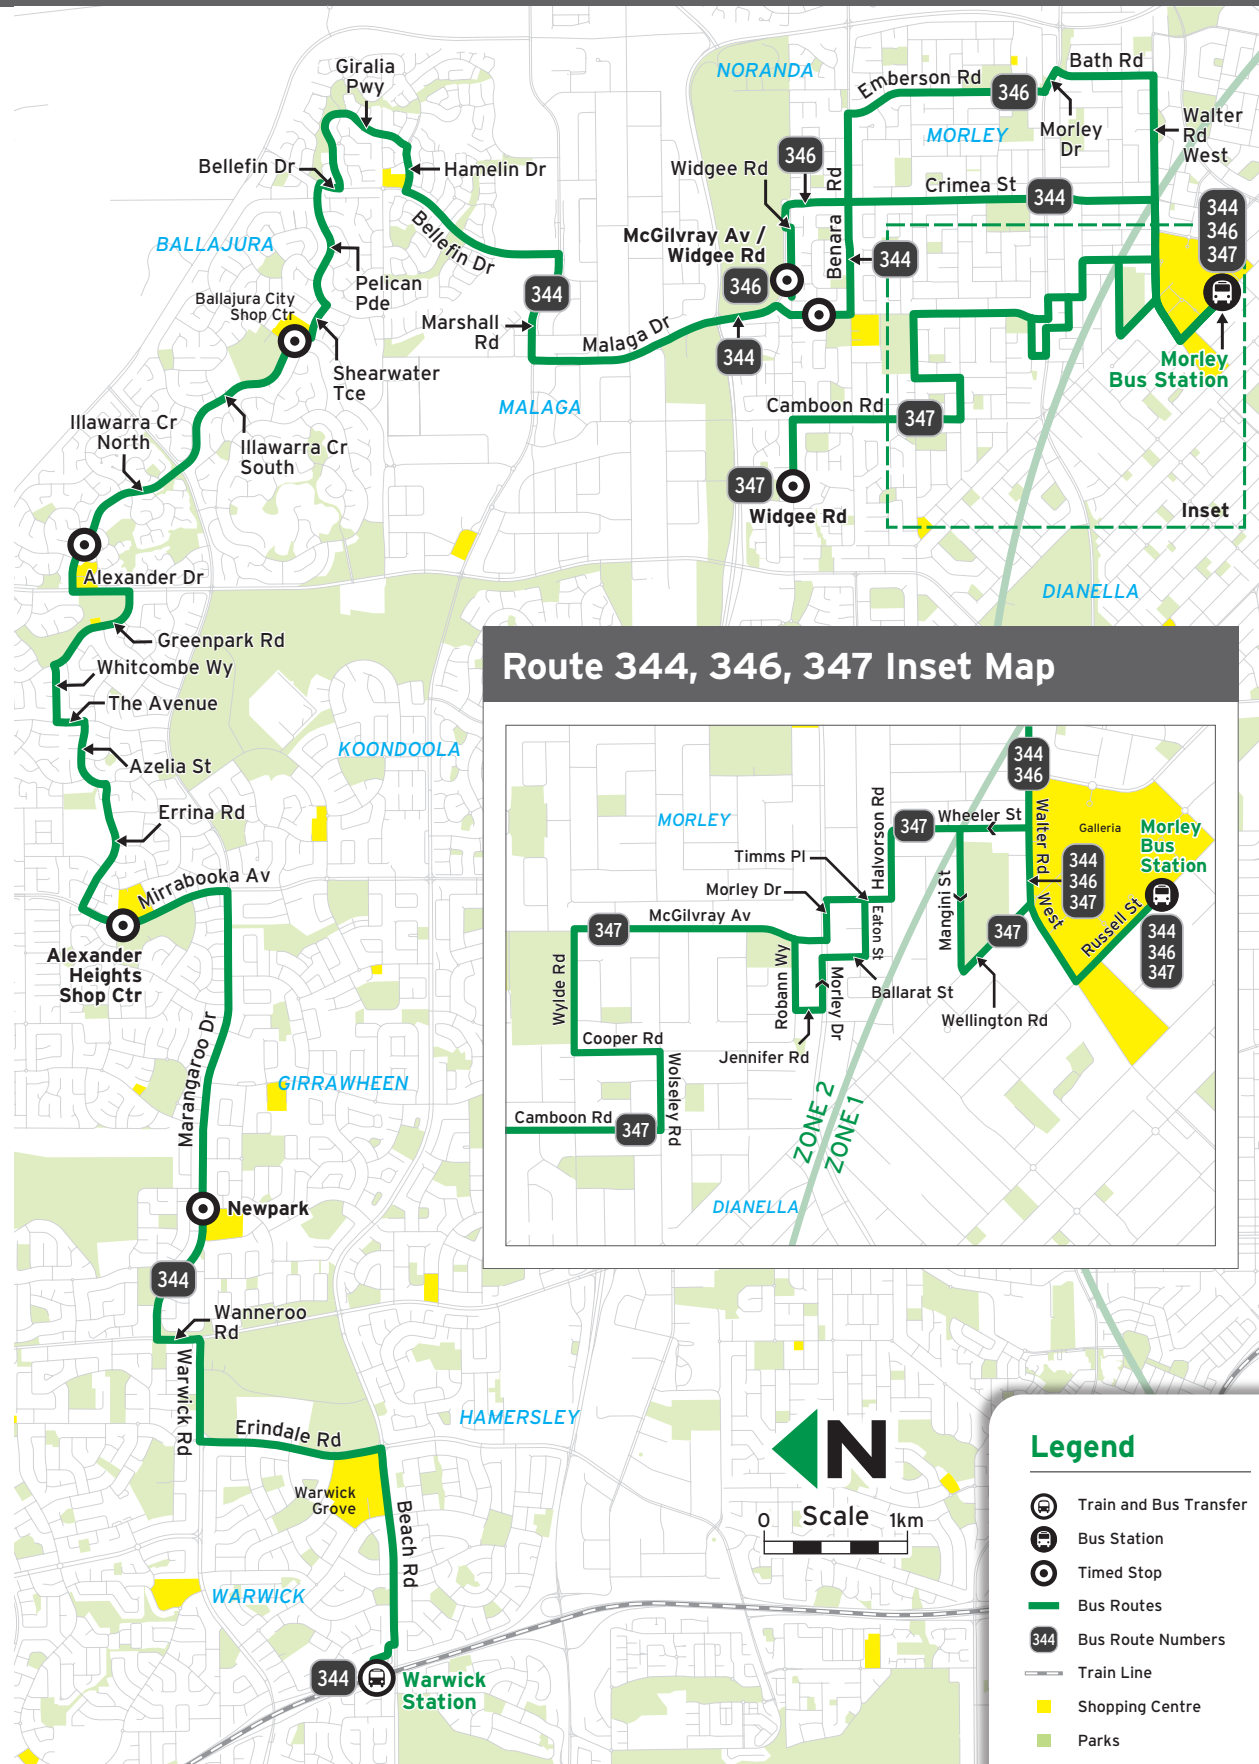 Giralia
Pwy
NORANDA
Emberson Rd
346
Bath Rd
MORLEY
Morley
Dr
Walter
Rd
West
Bellefin Dr
Hamelin Dr
346
Widgee Rd
Benara Rd
Crimea St
344
344
346
347
BALLAJURA
Bellefin Dr
McGilvray Av /
Widgee Rd
344
346
Pelican
Pde
344
Ballajura City
Shop Ctr
Marshall
Rd
Malaga Dr
344
Morley
Bus Station
Shearwater
Tce
MALAGA
Camboon Rd
347
Illawarra Cr
North
Illawarra Cr
South
347
Widgee Rd
Inset
Alexander Dr
DIANELLA
Greenpark Rd
Whitcombe Wy
The Avenue
KOONDOOLA
Azelia St
Errina Rd
Mirrabooka Av
Alexander
Heights
Shop Ctr
Marangaroo Dr
GIRRAWHEEN
Newpark
344
Wanneroo
Rd
Warwick Rd
Erindale Rd
HAMERSLEY
Warwick
Grove
Beach Rd
WARWICK
344
Warwick
Station
Route 344, 346, 347 Inset Map
344
346
MORLEY
Halvorson Rd
347
Wheeler St
Walter Rd West
Galleria
Morley
Bus
Station
Timms Pl
Morley Dr
Mangini St
344
346
347
McGilvray Av
347
Eaton St
347
Russell St
344
346
347
Wylde Rd
Robann Wy
Morley Dr
Ballarat St
Wellington Rd
Cooper Rd
Jennifer Rd
Wolseley Rd
Camboon Rd
347
ZONE 2
ZONE 1
DIANELLA
N
0 Scale 1km
Legend
Train and Bus Transfer
Bus Station
Timed Stop
Bus Routes
344 Bus Route Numbers
Train Line
Shopping Centre
Parks